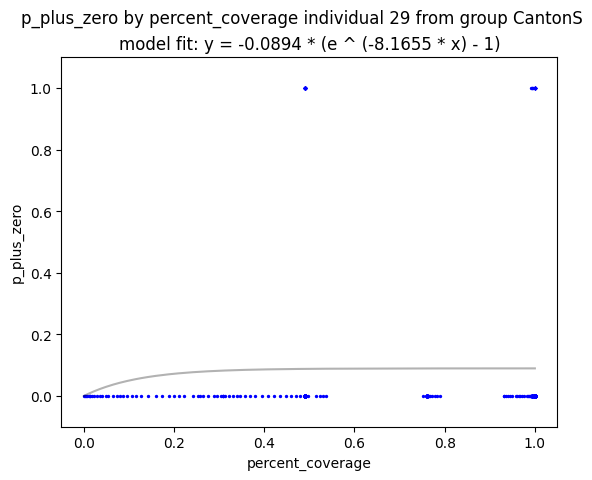 p_plus_zero by percent_coverage individual 29 from group CantonS
model fit: y = -0.0894 * (e ^ (-8.1655 * x) - 1)
1.0
0.8
0.6
0.4
0.2
0.0
p_plus_zero
0.0 0.2 0.4 0.6 0.8 1.0
percent_coverage